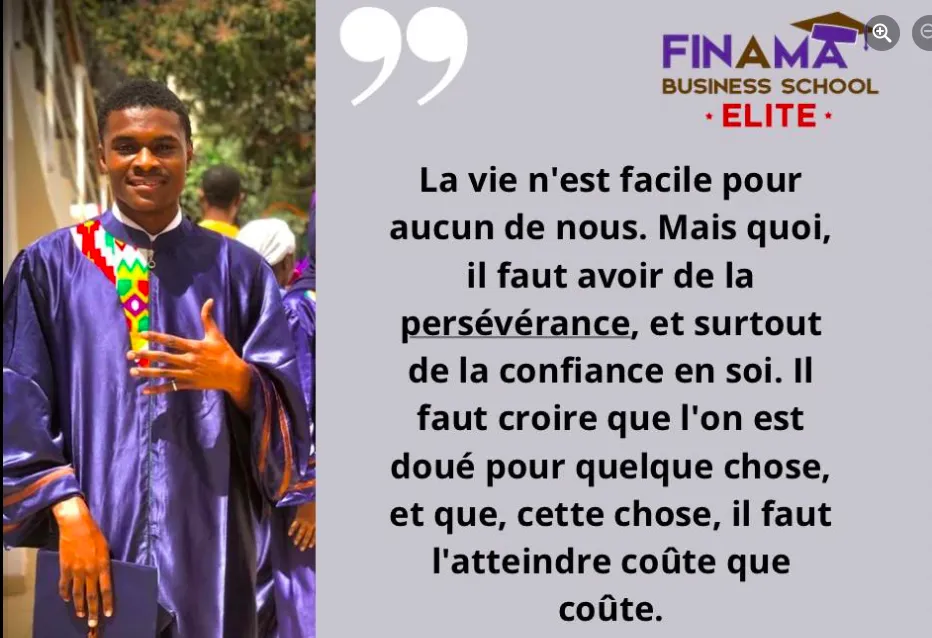 FINAMA
BUSINESS SCHOOL
ELITE
La vie n'est facile pour
aucun de nous. Mais quoi,
il faut avoir de la
persévérance, et surtout
de la confiance en soi. Il
faut croire que l'on est
doué pour quelque chose,
et que, cette chose, il faut
l'atteindre coûte que
coûte.